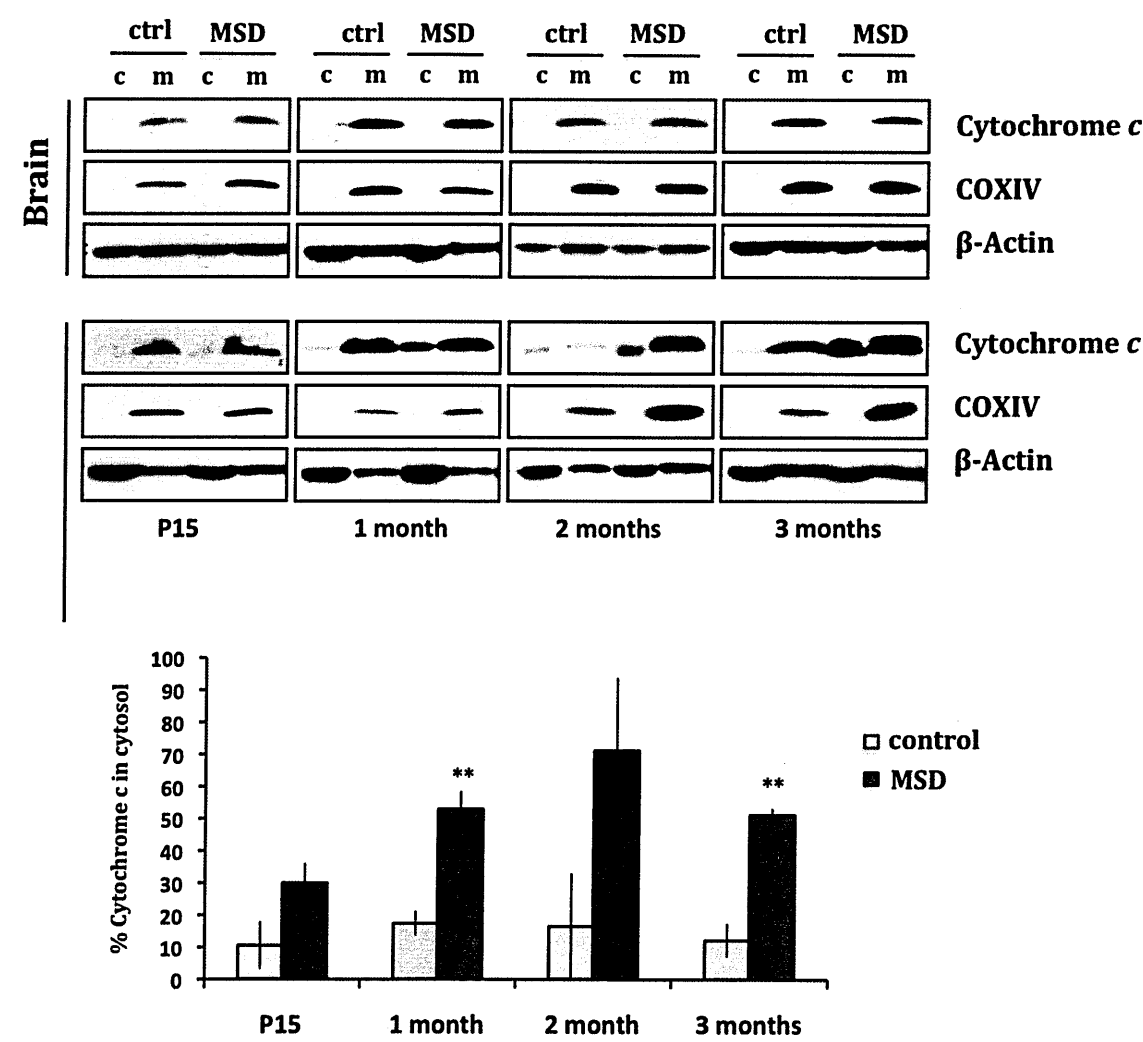 ctrl MSD ctrl MSD ctrl MSD ctrl MSD
c m c m c m c m c m c m c m c m
Brain
Cytochrome c
COXIV
β-Actin
Cytochrome c
COXIV
β-Actin
P15 1 month 2 months 3 months
% Cytochrome c in cytosol
100
90
80
70
60
50
40
30
20
10
0
**
**
control
MSD
P15 1 month 2 month 3 months